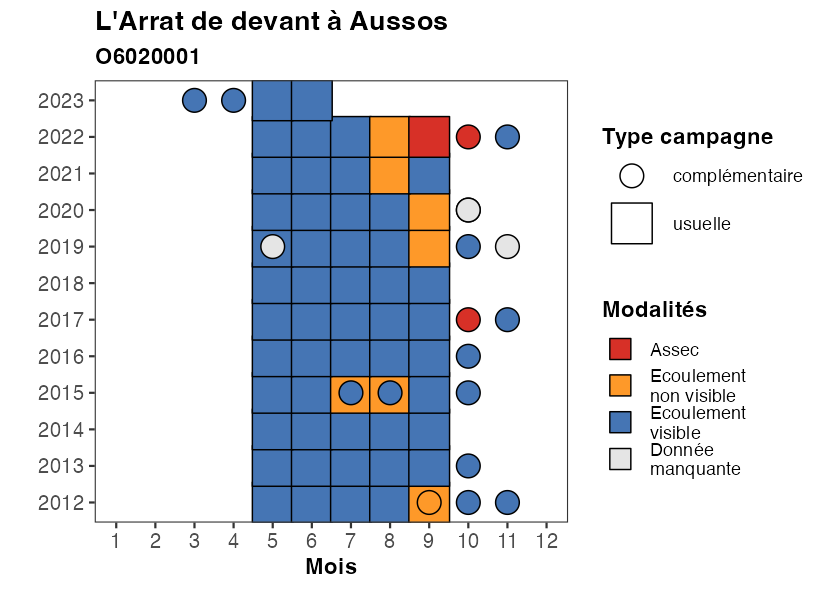 L'Arrat de devant à Aussos
O6020001
2023
2022
2021
2020
2019
2018
2017
2016
2015
2014
2013
2012
1 2 3 4 5 6 7 8 9 10 11 12
Mois
Type campagne
complémentaire
usuelle
Modalités
Assec
Ecoulement
non visible
Ecoulement
visible
Donnée
manquante